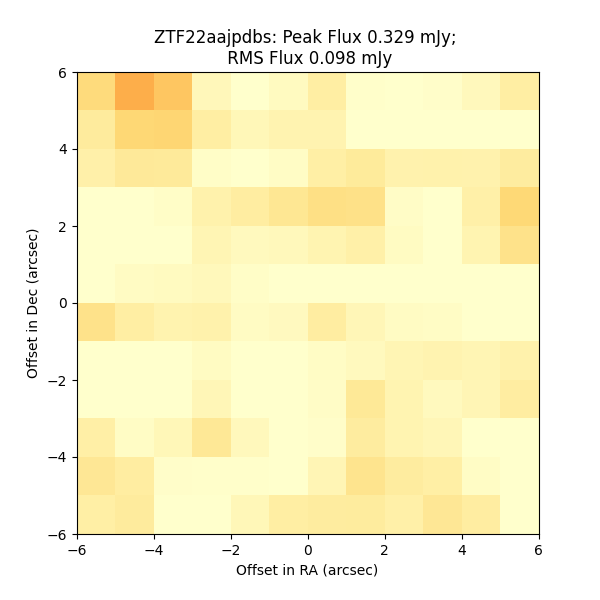 ZTF22aajpdbs: Peak Flux 0.329 mJy;
RMS Flux 0.098 mJy
6
4
2
0
−2
−4
−6
Offset in Dec (arcsec)
−6 −4 −2 0 2 4 6
Offset in RA (arcsec)